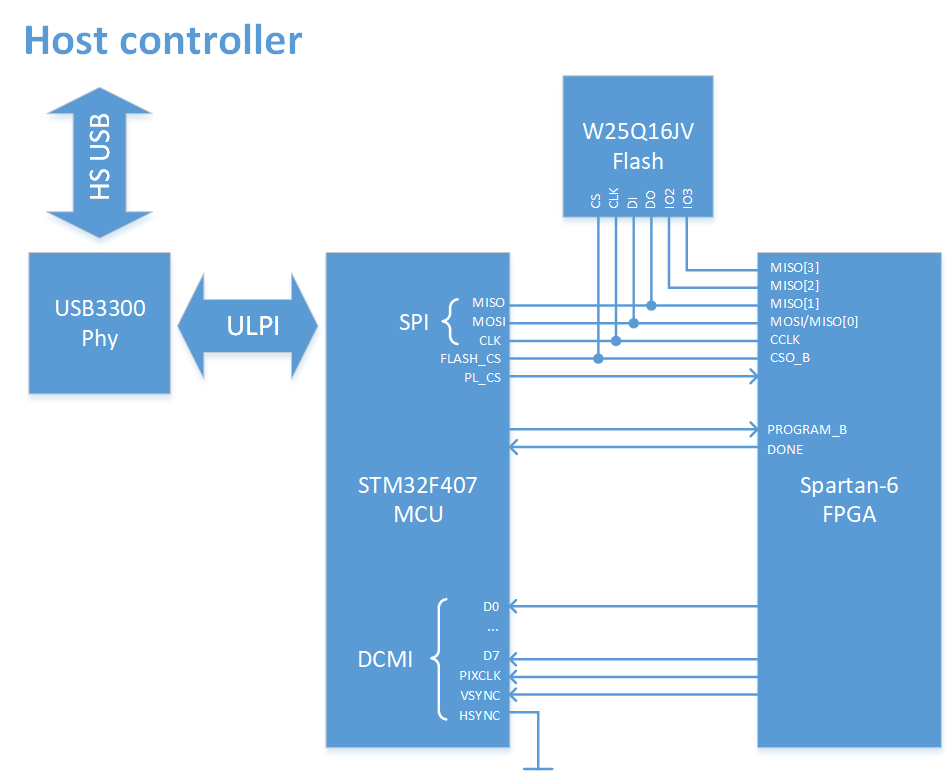 Host controller
HS USB
W25Q16JV
Flash
CS
CLK
DI
DO
IO2
IO3
USB3300
Phy
ULPI
SPI
MISO
MOSI
CLK
FLASH_CS
PL_CS
STM32F407
MCU
DCMI
D0
...
D7
PIXCLK
VSYNC
HSYNC
MISO[3]
MISO[2]
MISO[1]
MOSI/MISO[0]
CCLK
CSO_B
PROGRAM_B
DONE
Spartan-6
FPGA